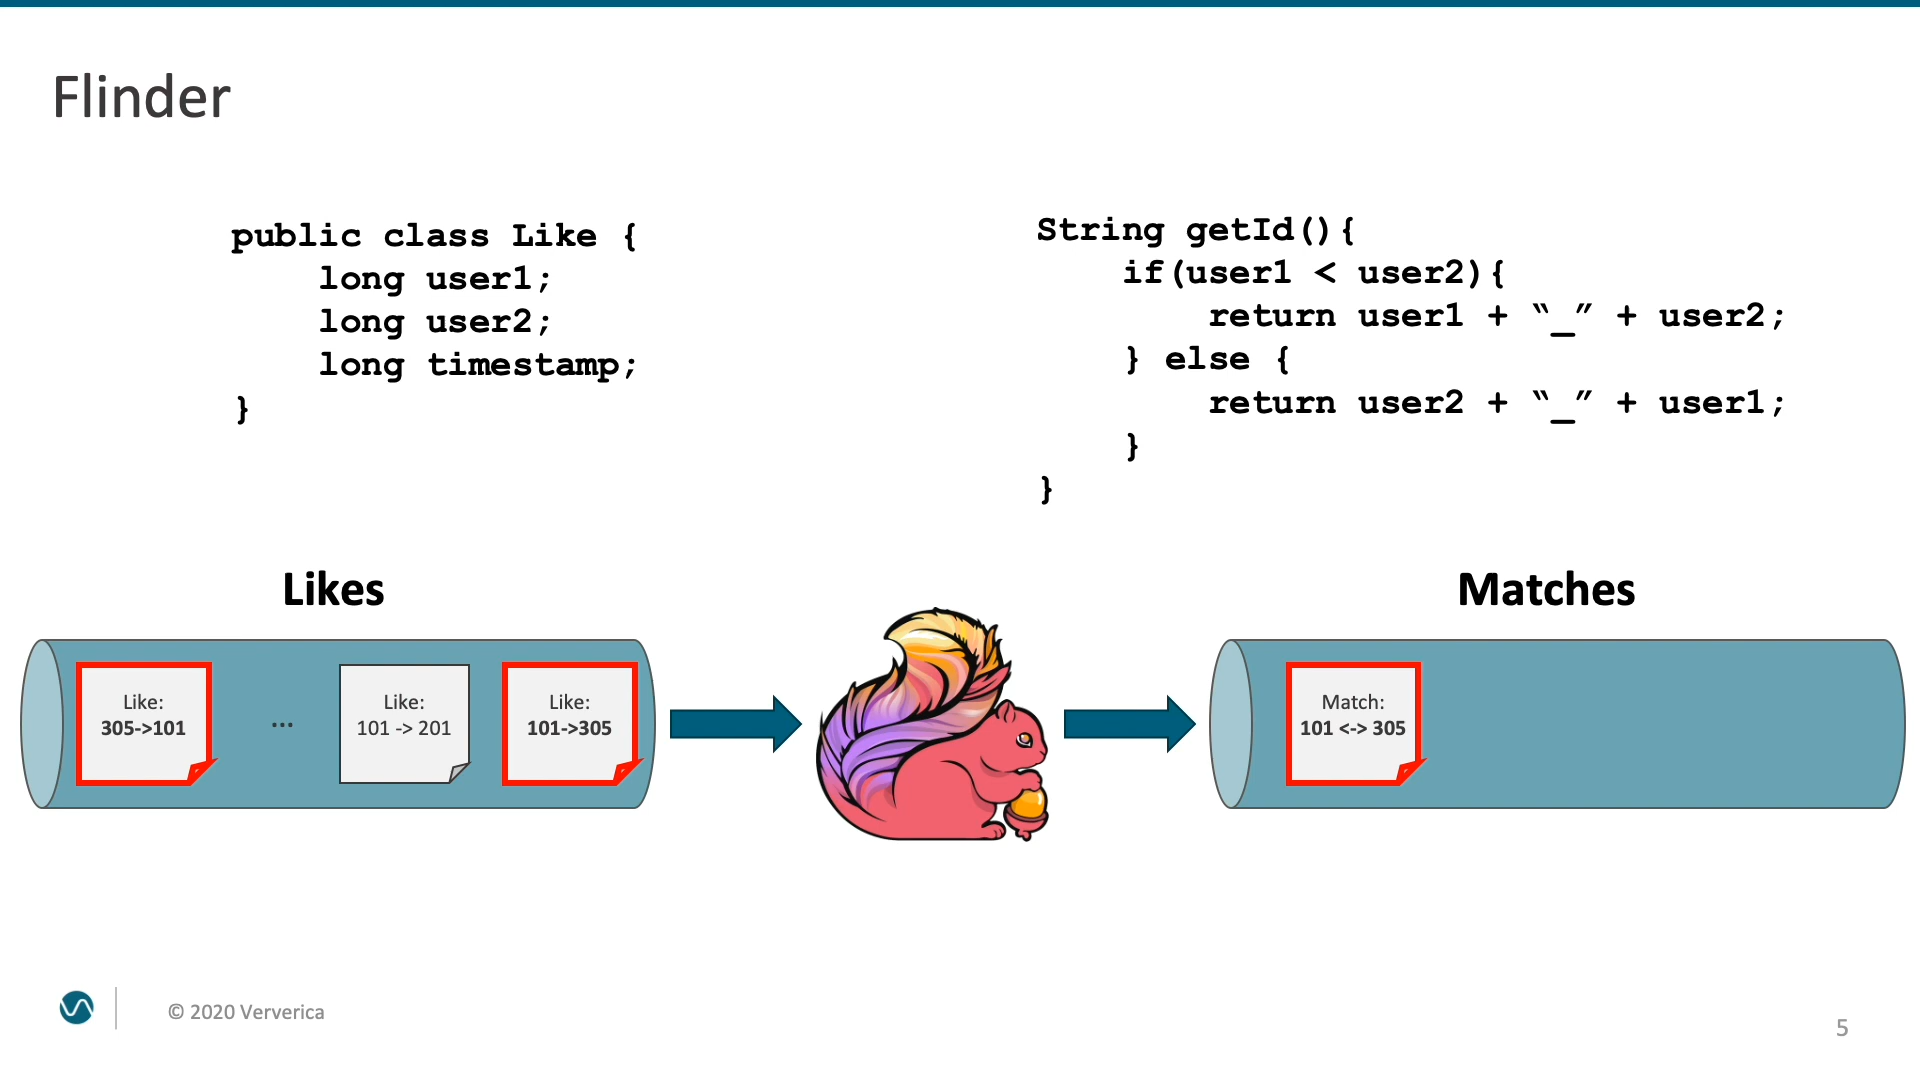 Flinder
public class Like {
    long user1;
    long user2;
    long timestamp;
}
String getId(){
    if(user1 < user2){
        return user1 + “_” + user2;
    } else {
        return user2 + “_” + user1;
    }
}
Likes
Like:
305->101
...
Like:
101 -> 201
Like:
101->305
Matches
Match:
101 <-> 305
© 2020 Ververica
5